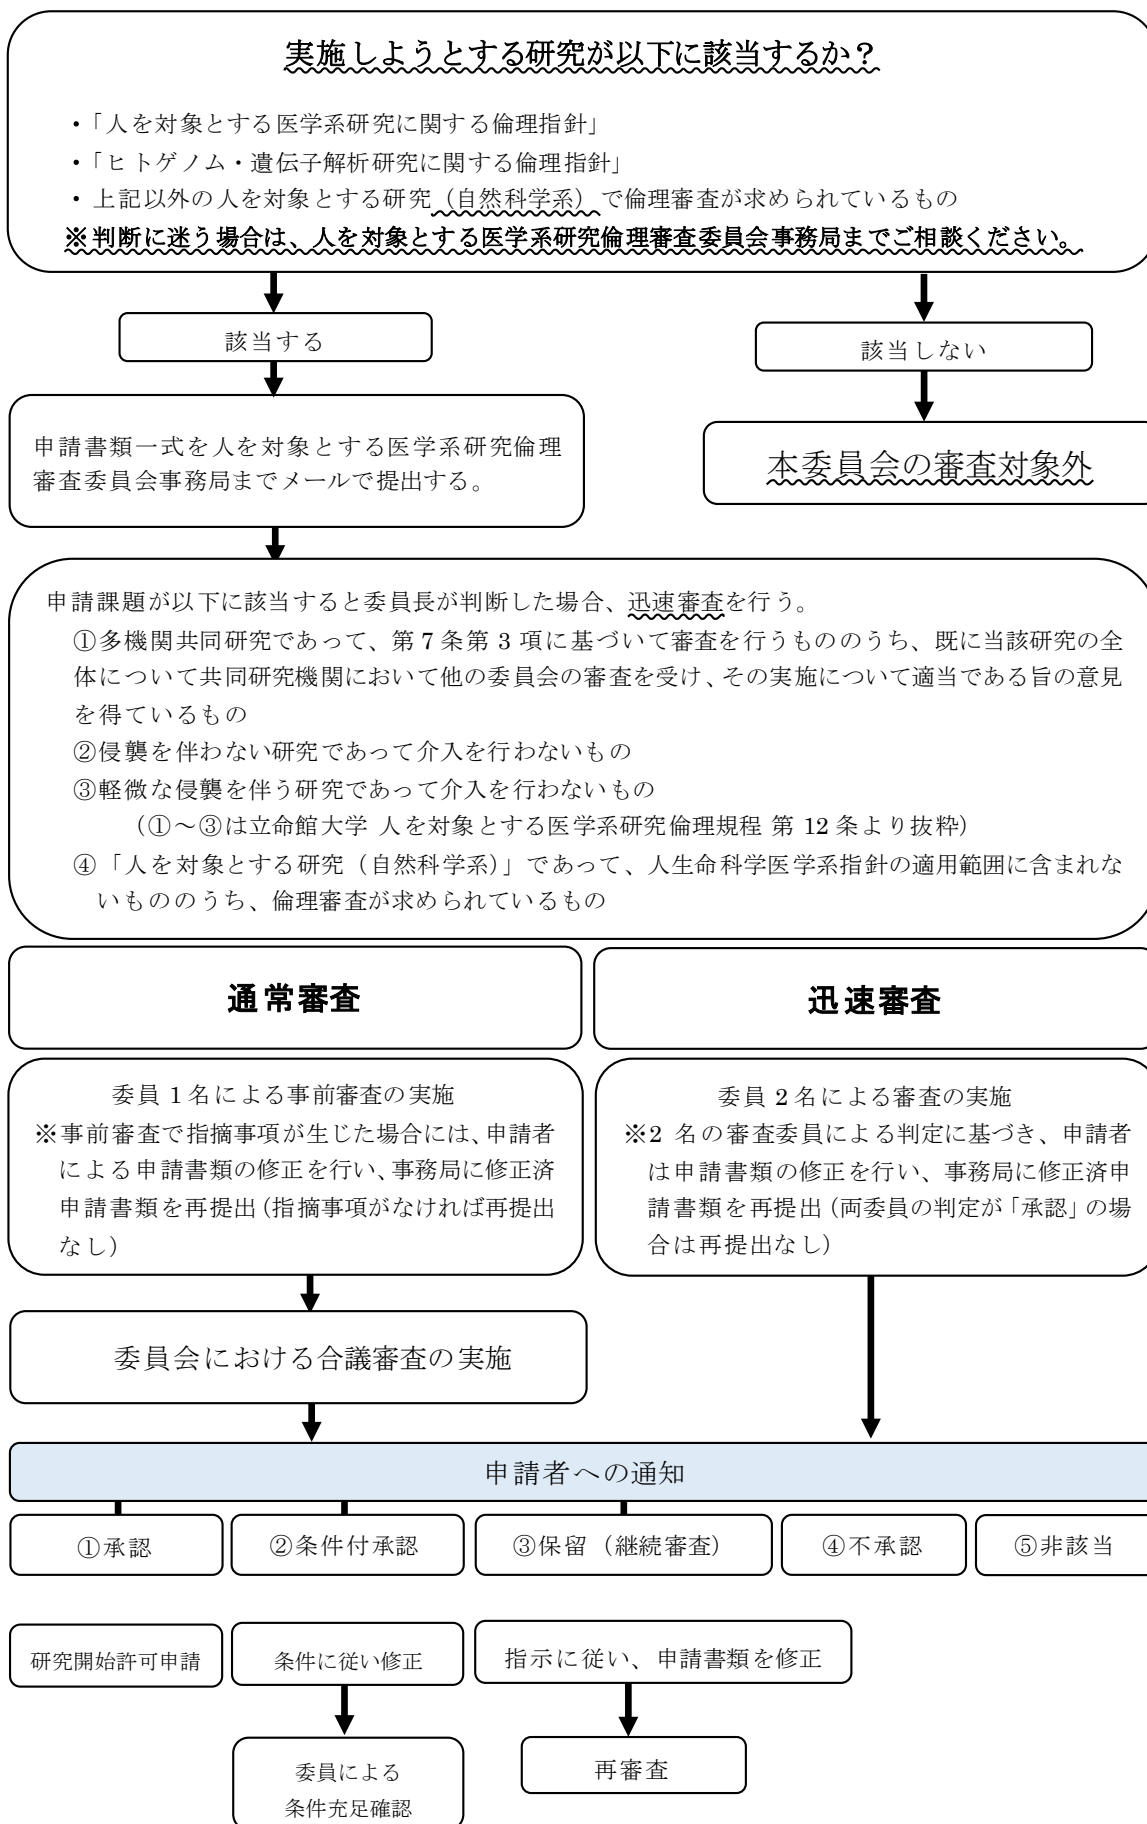 実施しようとする研究が以下に該当するか？
・「人を対象とする医学系研究に関する倫理指針」
・「ヒトゲノム・遺伝子解析研究に関する倫理指針」
・上記以外の人を対象とする研究（自然科学系）で倫理審査が求められているもの
※判断に迷う場合は、人を対象とする医学系研究倫理審査委員会事務局までご相談ください。
該当する
該当しない
申請書類一式を人を対象とする医学系研究倫理
審査委員会事務局までメールで提出する。
本委員会の審査対象外
申請課題が以下に該当すると委員長が判断した場合、迅速審査を行う。
①多機関共同研究であって、第 7 条第 3 項に基づいて審査を行うもののうち、既に当該研究の全
体について共同研究機関において他の委員会の審査を受け、その実施について適当である旨の意見
を得ているもの
②侵襲を伴わない研究であって介入を行わないもの
③軽微な侵襲を伴う研究であって介入を行わないもの
（①～③は立命館大学 人を対象とする医学系研究倫理規程 第 12 条より抜粋）
④「人を対象とする研究（自然科学系）」であって、人生命科学医学系指針の適用範囲に含まれな
いもののうち、倫理審査が求められているもの
通常審査
迅速審査
委員 1 名による事前審査の実施
※事前審査で指摘事項が生じた場合には、申請者
による申請書類の修正を行い、事務局に修正済
申請書類を再提出（指摘事項がなければ再提出
なし）
委員 2 名による審査の実施
※2 名の審査委員による判定に基づき、申請者
は申請書類の修正を行い、事務局に修正済申
請書類を再提出（両委員の判定が「承認」の場
合は再提出なし）
委員会における合議審査の実施
申請者への通知
①承認
②条件付承認
③保留（継続審査）
④不承認
⑤非該当
研究開始許可申請
条件に従い修正
指示に従い、申請書類を修正
委員による
条件充足確認
再審査